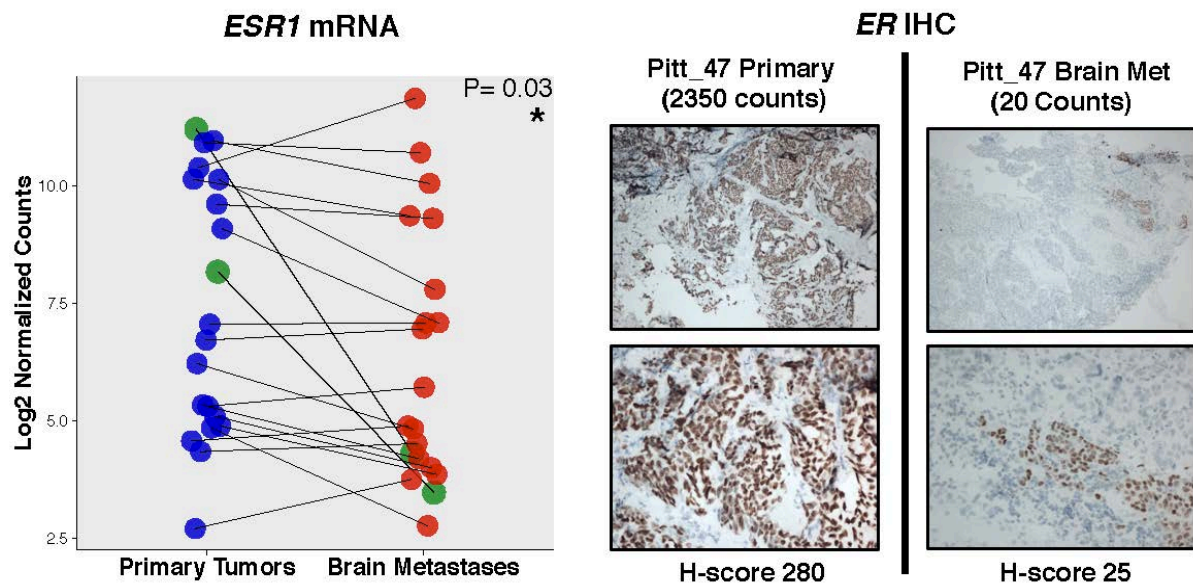 ESR1 mRNA
P= 0.03
*
Log2 Normalized Counts
10.0
7.5
5.0
2.5
Primary Tumors
Brain Metastases
ER IHC
Pitt_47 Primary
(2350 counts)
Pitt_47 Brain Met
(20 Counts)
H-score 280
H-score 25